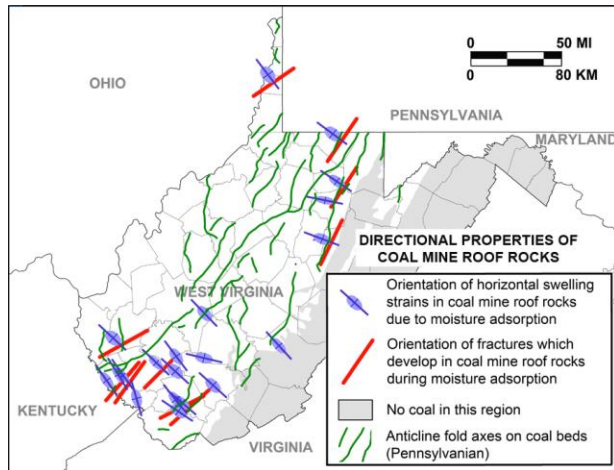 0 50 MI
0 80 KM
OHIO
PENNSYLVANIA
MARYLAND
DIRECTIONAL PROPERTIES OF
COAL MINE ROOF ROCKS
WEST VIRGINIA
Orientation of horizontal swelling
strains in coal mine roof rocks
due to moisture adsorption
Orientation of fractures which
develop in coal mine roof rocks
during moisture adsorption
No coal in this region
Anticline fold axes on coal beds
(Pennsylvanian)
KENTUCKY
VIRGINIA